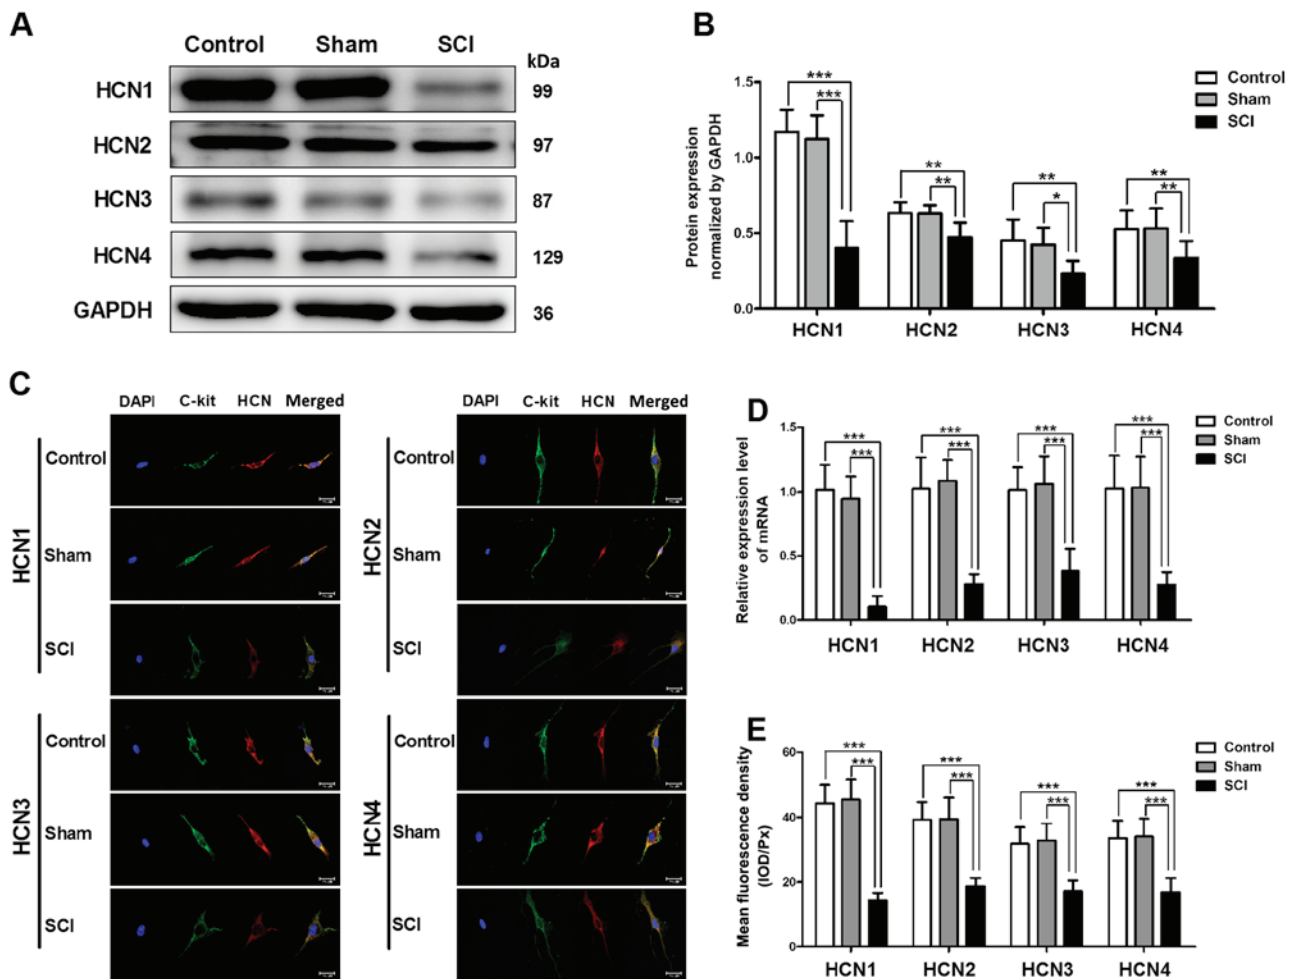 A
Control Sham SCI
kDa
HCN1 99
HCN2 97
HCN3 87
HCN4 129
GAPDH 36
B
Protein expression
normalized by GAPDH
1.5
1.0
0.5
0.0
*** *** ** ** ** * ** **
HCN1 HCN2 HCN3 HCN4
Control
Sham
SCI
C
DAPI C-kit HCN Merged
HCN1
Control
Sham
SCI
HCN3
Control
Sham
SCI
DAPI C-kit HCN Merged
HCN2
Control
Sham
SCI
HCN4
Control
Sham
SCI
D
Relative expression level
of mRNA
1.5
1.0
0.5
0.0
*** *** *** *** *** *** *** ***
HCN1 HCN2 HCN3 HCN4
Control
Sham
SCI
E
Mean fluorescence density
(IOD/Px)
60
40
20
0
*** *** *** *** *** *** *** ***
HCN1 HCN2 HCN3 HCN4
Control
Sham
SCI